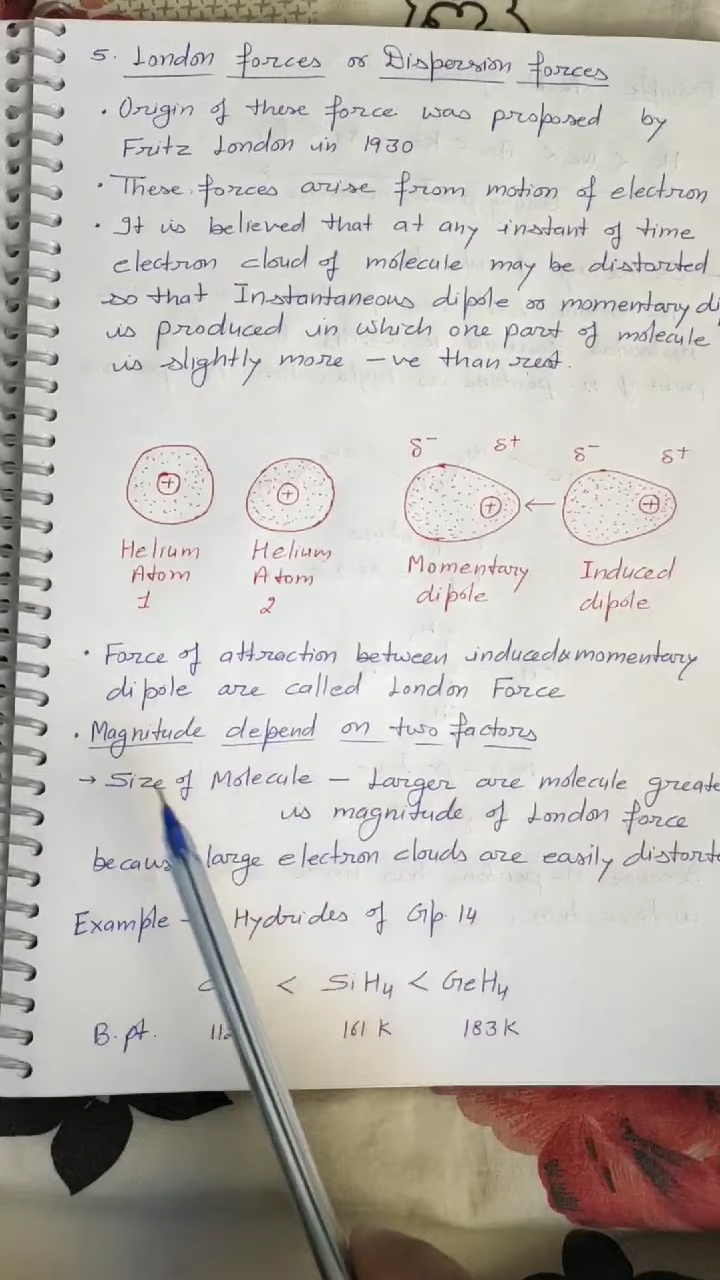 5. London forces or Dispersion forces
• Origin of these force was proposed by
Fritz London in 1930
• These forces arise from motion of electron
• It is believed that at any instant of time
electron cloud of molecule may be distorted
so that Instantaneous dipole or momentary di
is produced in which one part of molecule
is slightly more -ve than rest.
δ- δ+ δ- δ+
+ + + ← +
Helium Atom 1
Helium Atom 2
Momentary dipole
Induced dipole
• Force of attraction between induced & momentary
dipole are called London Force
• Magnitude depend on two factors
→ Size of Molecule – Larger are molecule greate
is magnitude of London force
becaus large electron clouds are easily distorte
Example - Hydrides of Gp. 14
< SiH4 < GeH4
B.pt. 161 K 183 K